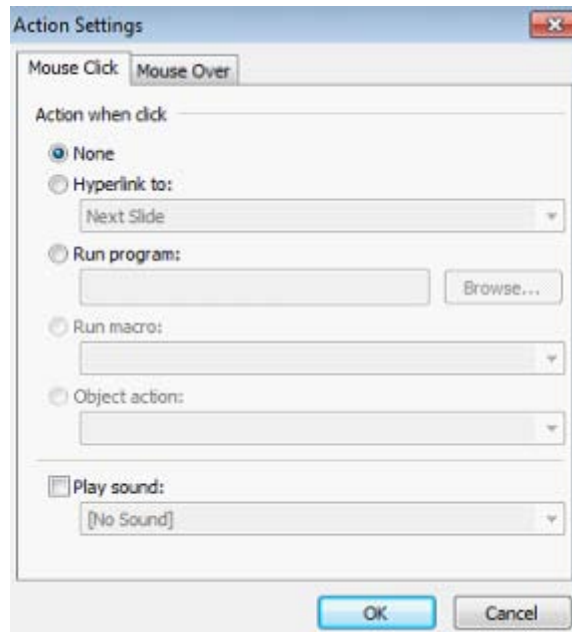 Action Settings
Mouse Click Mouse Over
Action when click
None
Hyperlink to:
Next Slide
Run program:
Browse...
Run macro:
Object action:
Play sound:
[No Sound]
OK Cancel